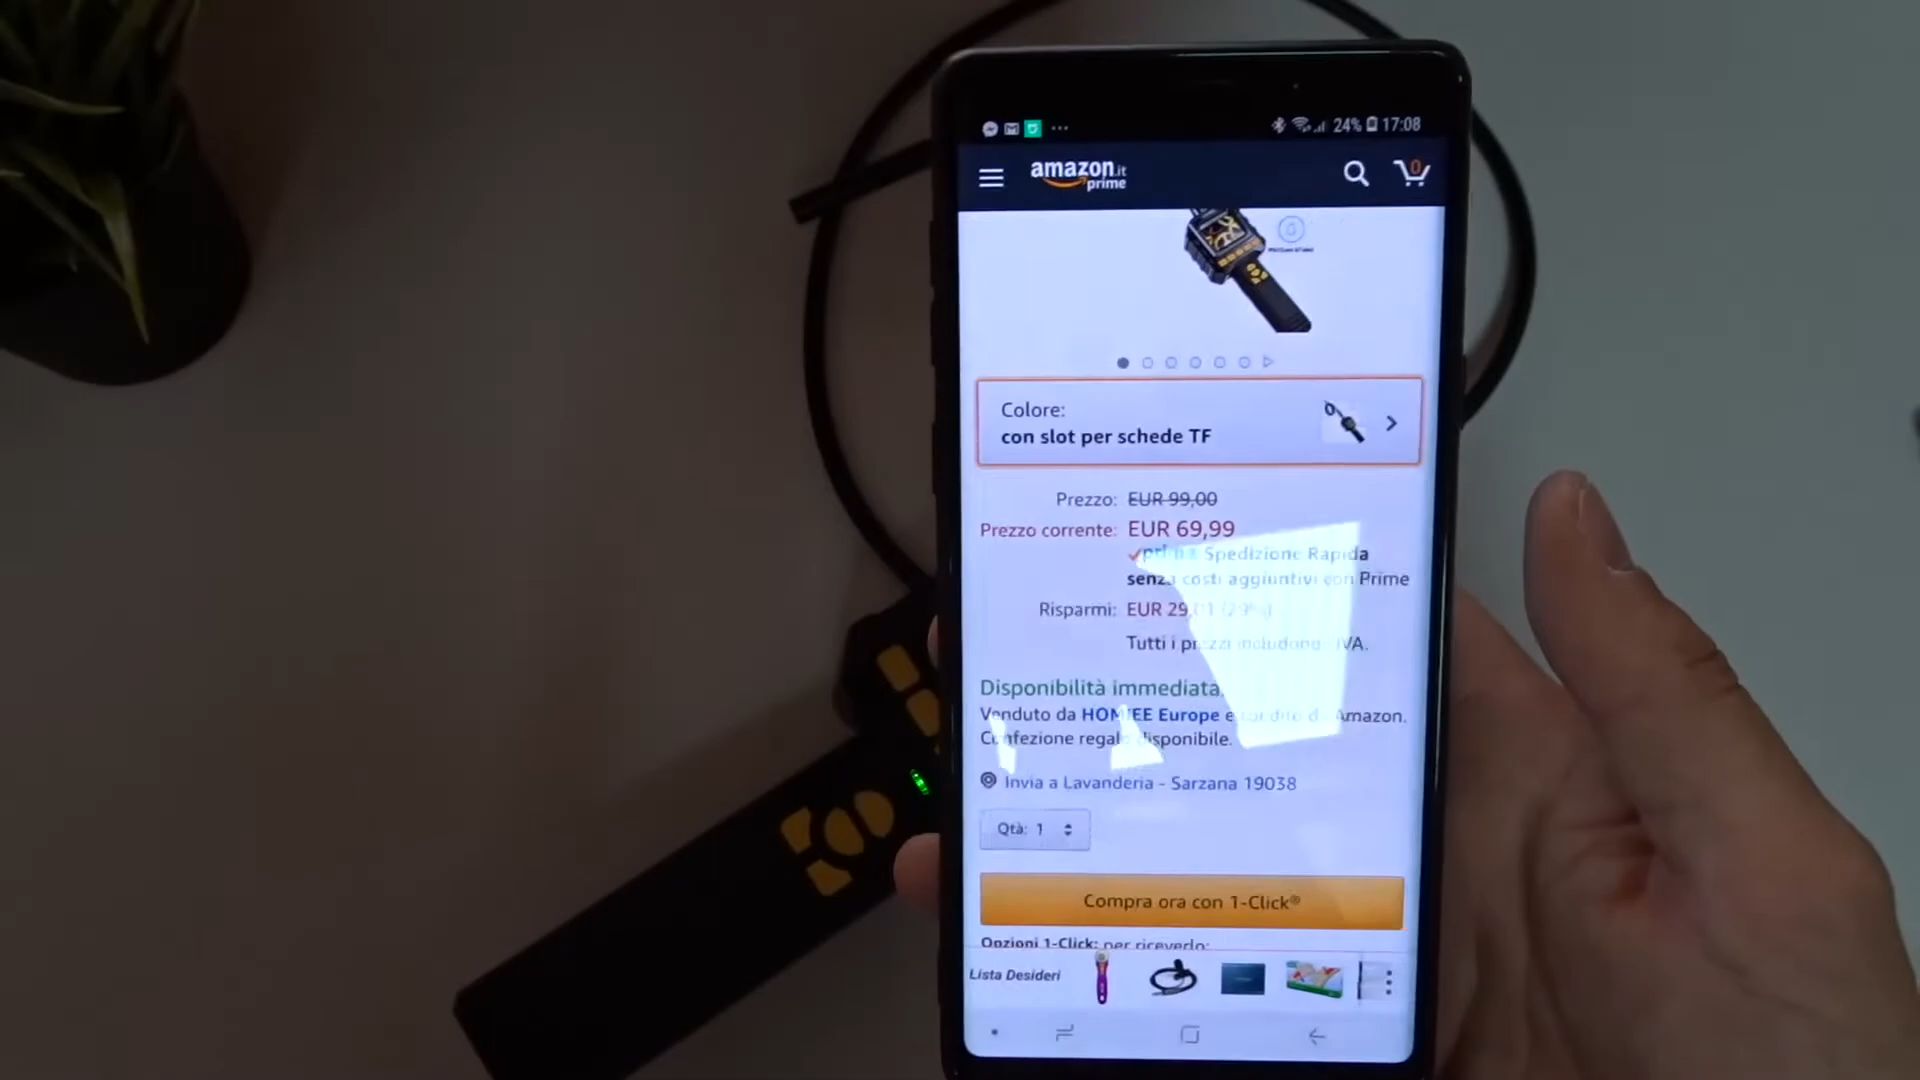 24% 17:08
amazon.it
prime
0
Colore:
con slot per schede TF
Prezzo: EUR 99,00
Prezzo corrente: EUR 69,99
prime Spedizione Rapida
senza costi aggiuntivi con Prime
Risparmi: EUR 29,01 (29%)
Tutti i prezzi includono IVA.
Disponibilità immediata.
Venduto da HOMIEE Europe e spedito da Amazon.
Confezione regalo disponibile.
Invia a Lavanderia - Sarzana 19038
Qtà: 1
Compra ora con 1-Click®
Opzioni 1-Click: per riceverlo:
Lista Desideri